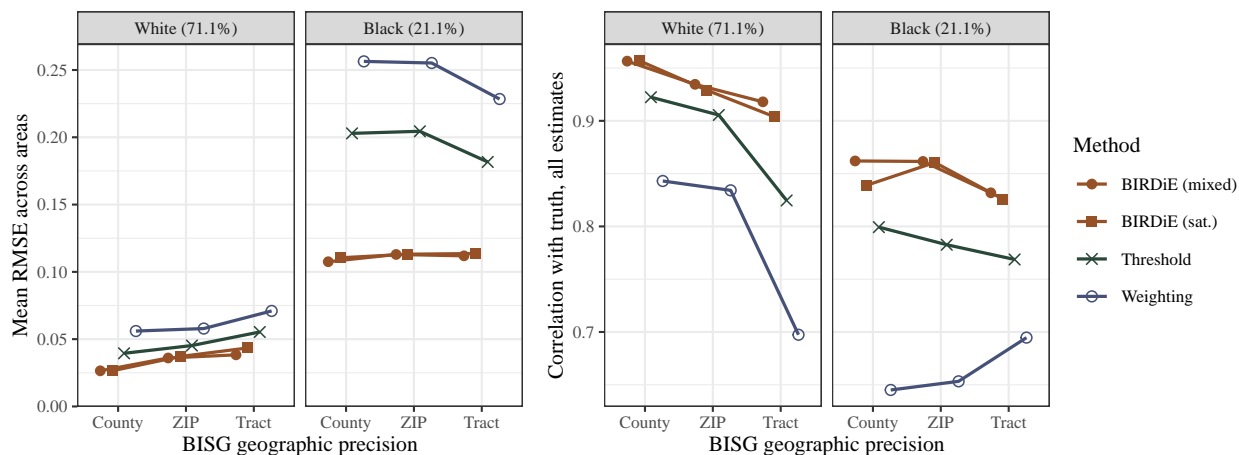 White (71.1%)
Black (21.1%)
Mean RMSE across areas
0.25
0.20
0.15
0.10
0.05
0.00
County
ZIP
Tract
County
ZIP
Tract
BISG geographic precision
White (71.1%)
Black (21.1%)
Correlation with truth, all estimates
0.9
0.8
0.7
County
ZIP
Tract
County
ZIP
Tract
BISG geographic precision
Method
BIRDiE (mixed)
BIRDiE (sat.)
Threshold
Weighting